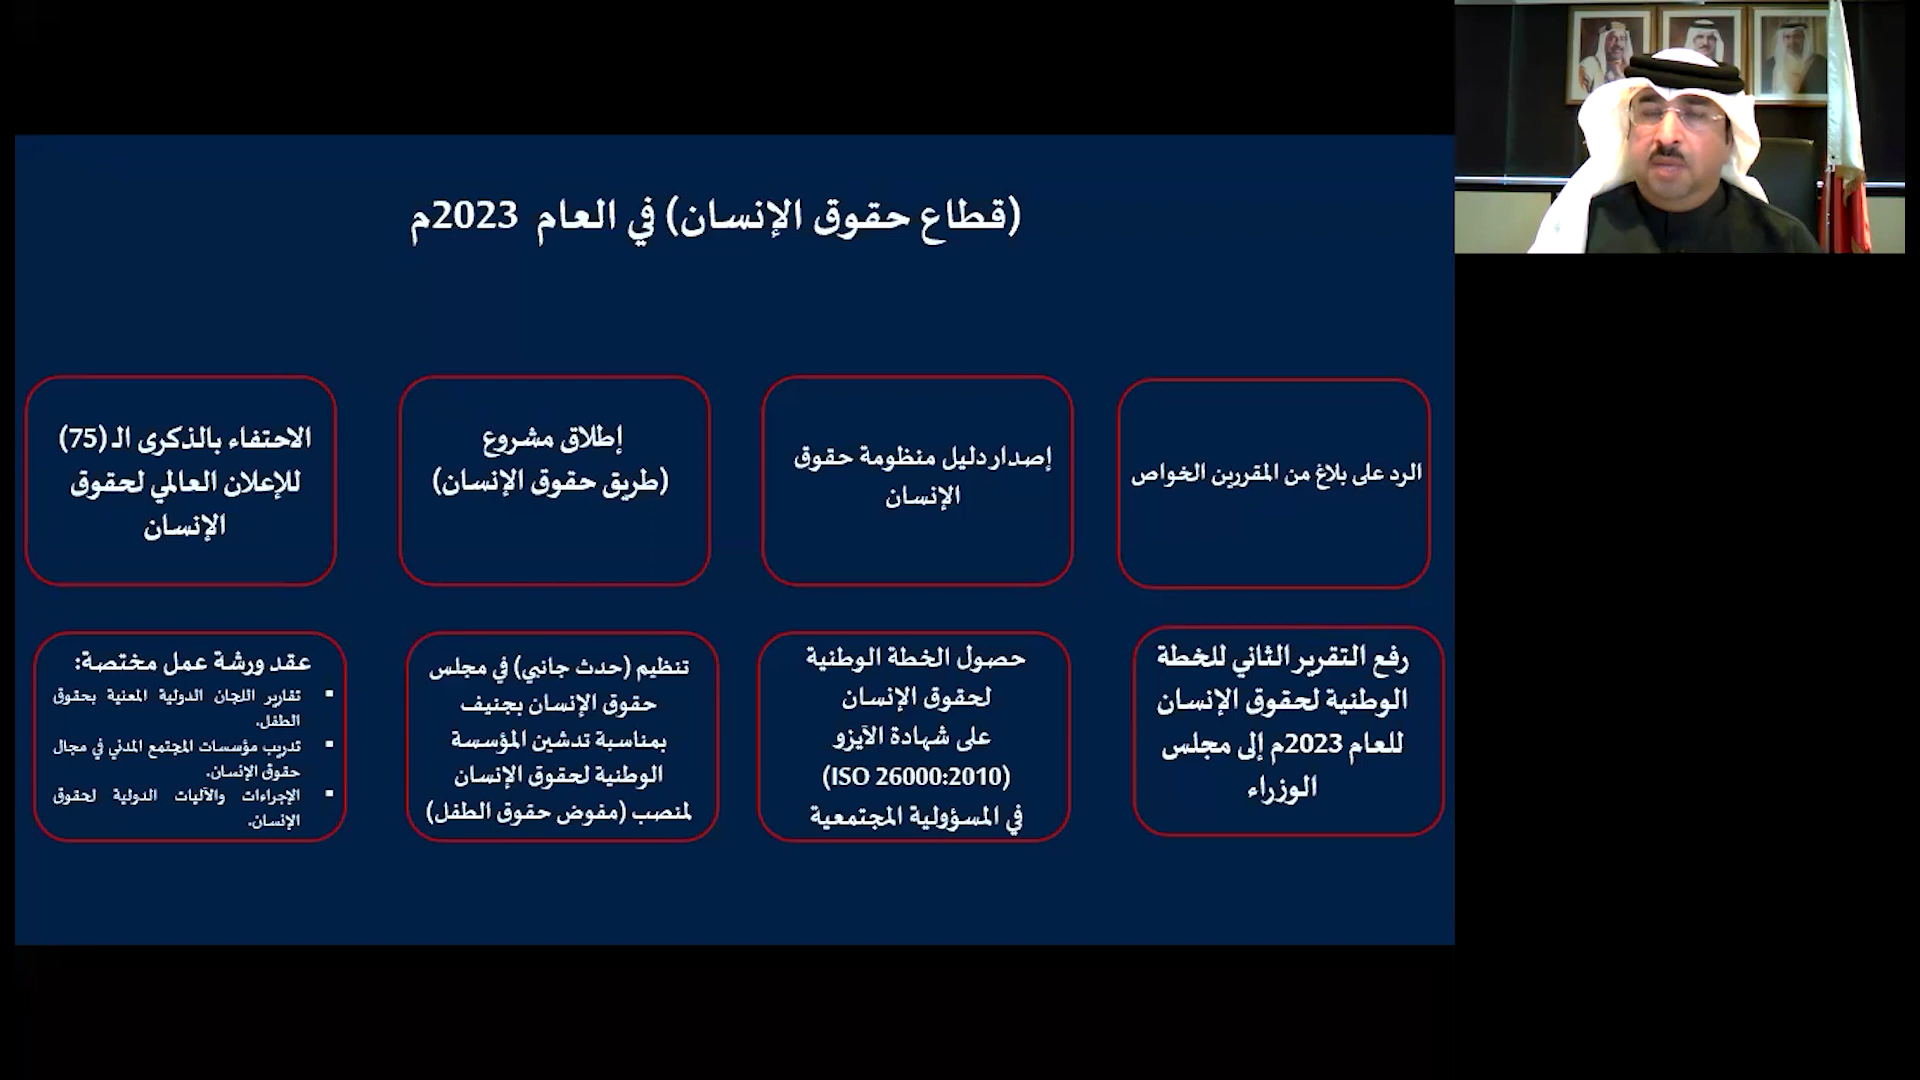 (قطاع حقوق الإنسان) في العام 2023م
الرد على بلاغ من المقررين الخواص
إصدار دليل منظومة حقوق
الإنسان
إطلاق مشروع
(طريق حقوق الإنسان)
الاحتفاء بالذكرى الـ (75)
للإعلان العالمي لحقوق
الإنسان
رفع التقرير الثاني للخطة
الوطنية لحقوق الإنسان
للعام 2023م إلى مجلس
الوزراء
حصول الخطة الوطنية
لحقوق الإنسان
على شهادة الآيزو
(ISO 26000:2010)
في المسؤولية المجتمعية
تنظيم (حدث جانبي) في مجلس
حقوق الإنسان بجنيف
بمناسبة تدشين المؤسسة
الوطنية لحقوق الإنسان
لمنصب (مفوض حقوق الطفل)
عقد ورشة عمل مختصة:
▪ تقارير اللجان الدولية المعنية بحقوق
الطفل.
▪ تدريب مؤسسات المجتمع المدني في مجال
حقوق الإنسان.
▪ الإجراءات والآليات الدولية لحقوق
الإنسان.